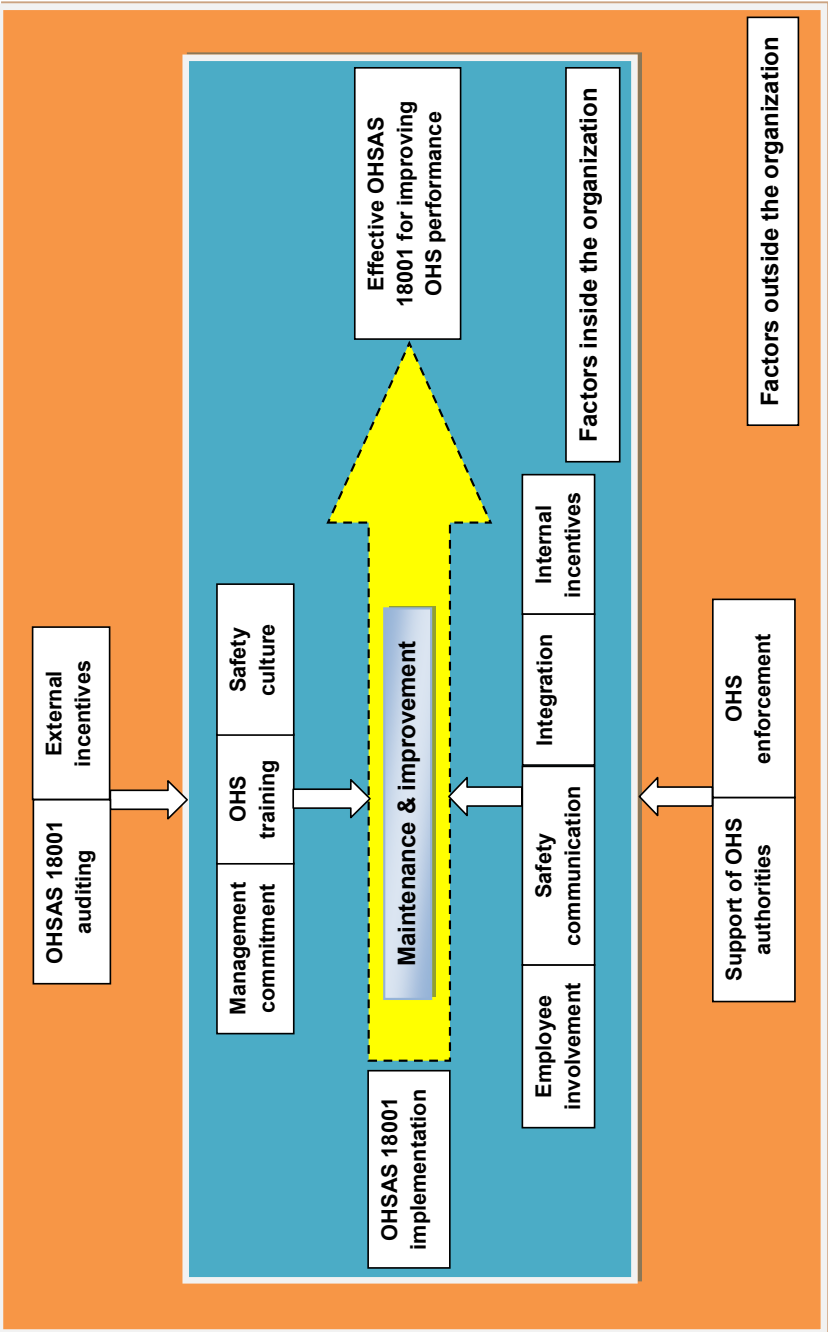 OHSAS 18001
auditing
External
incentives
Management
commitment
OHS
training
Safety
culture
OHSAS 18001
implementation
Maintenance & improvement
Effective OHSAS
18001 for improving
OHS performance
Employee
involvement
Safety
communication
Integration
Internal
incentives
Factors inside the organization
Support of OHS
authorities
OHS
enforcement
Factors outside the organization